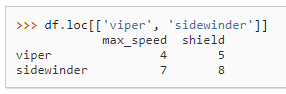 >>> df.loc[['viper', 'sidewinder']]
            max_speed  shield
viper               4       5
sidewinder          7       8